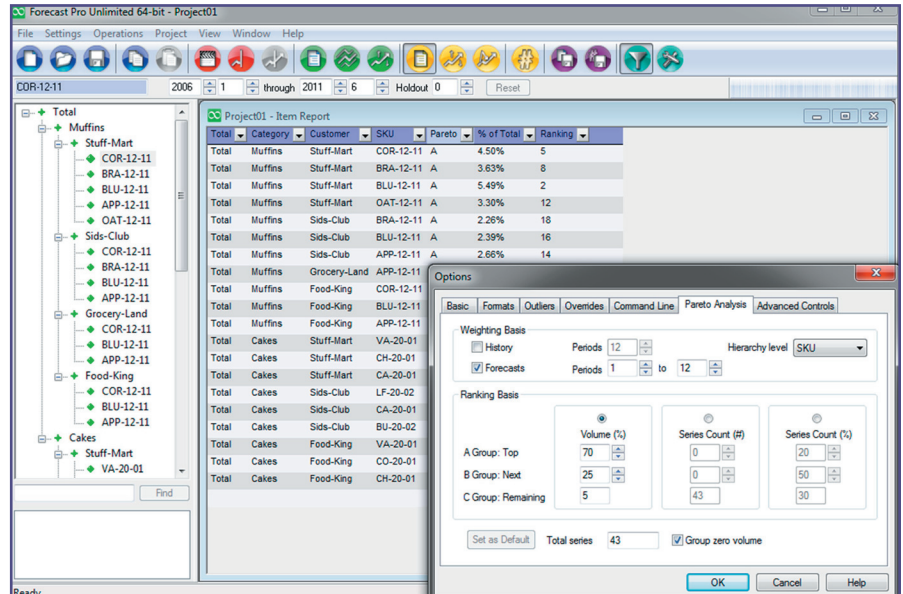 Forecast Pro Unlimited 64-bit - Project01
File Settings Operations Project View Window Help
COR-12-11 2006 1 through 2011 6 Holdout 0 Reset
Total
Muffins
Stuff-Mart
COR-12-11
BRA-12-11
BLU-12-11
APP-12-11
OAT-12-11
Sids-Club
COR-12-11
BRA-12-11
BLU-12-11
APP-12-11
Grocery-Land
COR-12-11
BLU-12-11
APP-12-11
Food-King
COR-12-11
BLU-12-11
APP-12-11
Cakes
Stuff-Mart
VA-20-01
Find
Project01 - Item Report
Total Category Customer SKU Pareto % of Total Ranking
Total Muffins Stuff-Mart COR-12-11 A 4.50% 5
Total Muffins Stuff-Mart BRA-12-11 A 3.63% 8
Total Muffins Stuff-Mart BLU-12-11 A 5.49% 2
Total Muffins Stuff-Mart OAT-12-11 A 3.30% 12
Total Muffins Sids-Club BRA-12-11 A 2.26% 18
Total Muffins Sids-Club BLU-12-11 A 2.39% 16
Total Muffins Sids-Club APP-12-11 A 2.66% 14
Total Muffins Grocery-Land APP-12-11
Total Muffins Food-King COR-12-11
Total Muffins Food-King BLU-12-11
Total Muffins Food-King APP-12-11
Total Cakes Stuff-Mart VA-20-01
Total Cakes Stuff-Mart CH-20-01
Total Cakes Stuff-Mart CA-20-01
Total Cakes Sids-Club LF-20-02
Total Cakes Sids-Club CA-20-01
Total Cakes Sids-Club BU-20-02
Total Cakes Food-King VA-20-01
Total Cakes Food-King CO-20-01
Total Cakes Food-King CH-20-01
Options
Basic Formats Outliers Overrides Command Line Pareto Analysis Advanced Controls
Weighting Basis
History Periods 12 Hierarchy level SKU
Forecasts Periods 1 to 12
Ranking Basis
Volume (%) Series Count (#) Series Count (%)
A Group: Top 70 0 20
B Group: Next 25 0 50
C Group: Remaining 5 43 30
Set as Default Total series 43 Group zero volume
OK Cancel Help
Ready